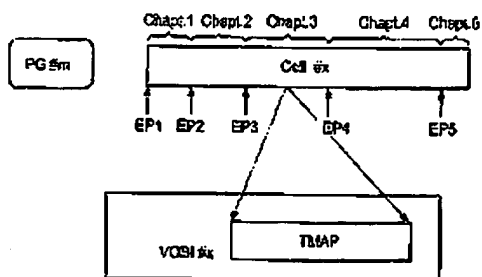 Chapt.1 Chapt.2 Chapt.3 Chapt.4 Chapt.5
PG #m
Cell #x
EP1 EP2 EP3 EP4 EP5
VOBI #x
TMAP